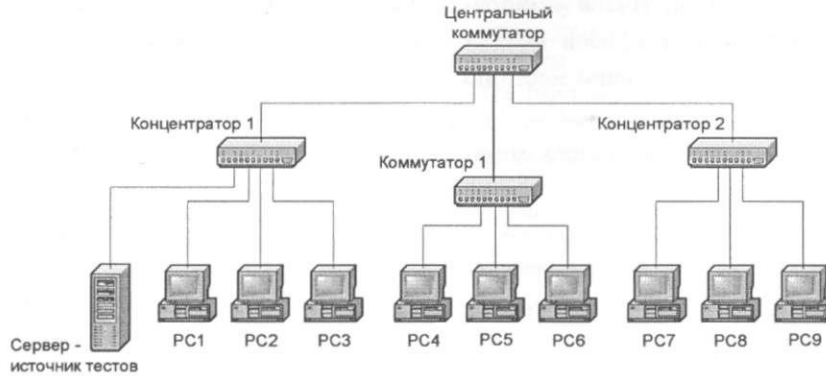 Центральный
коммутатор
Концентратор 1
Концентратор 2
Коммутатор 1
PC1
PC2
PC3
PC4
PC5
PC6
PC7
PC8
PC9
Сервер -
источник тестов